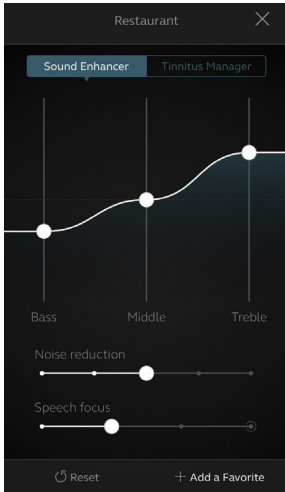 Restaurant
Sound Enhancer Tinnitus Manager
Bass Middle Treble
Noise reduction
Speech focus
Reset + Add a Favorite